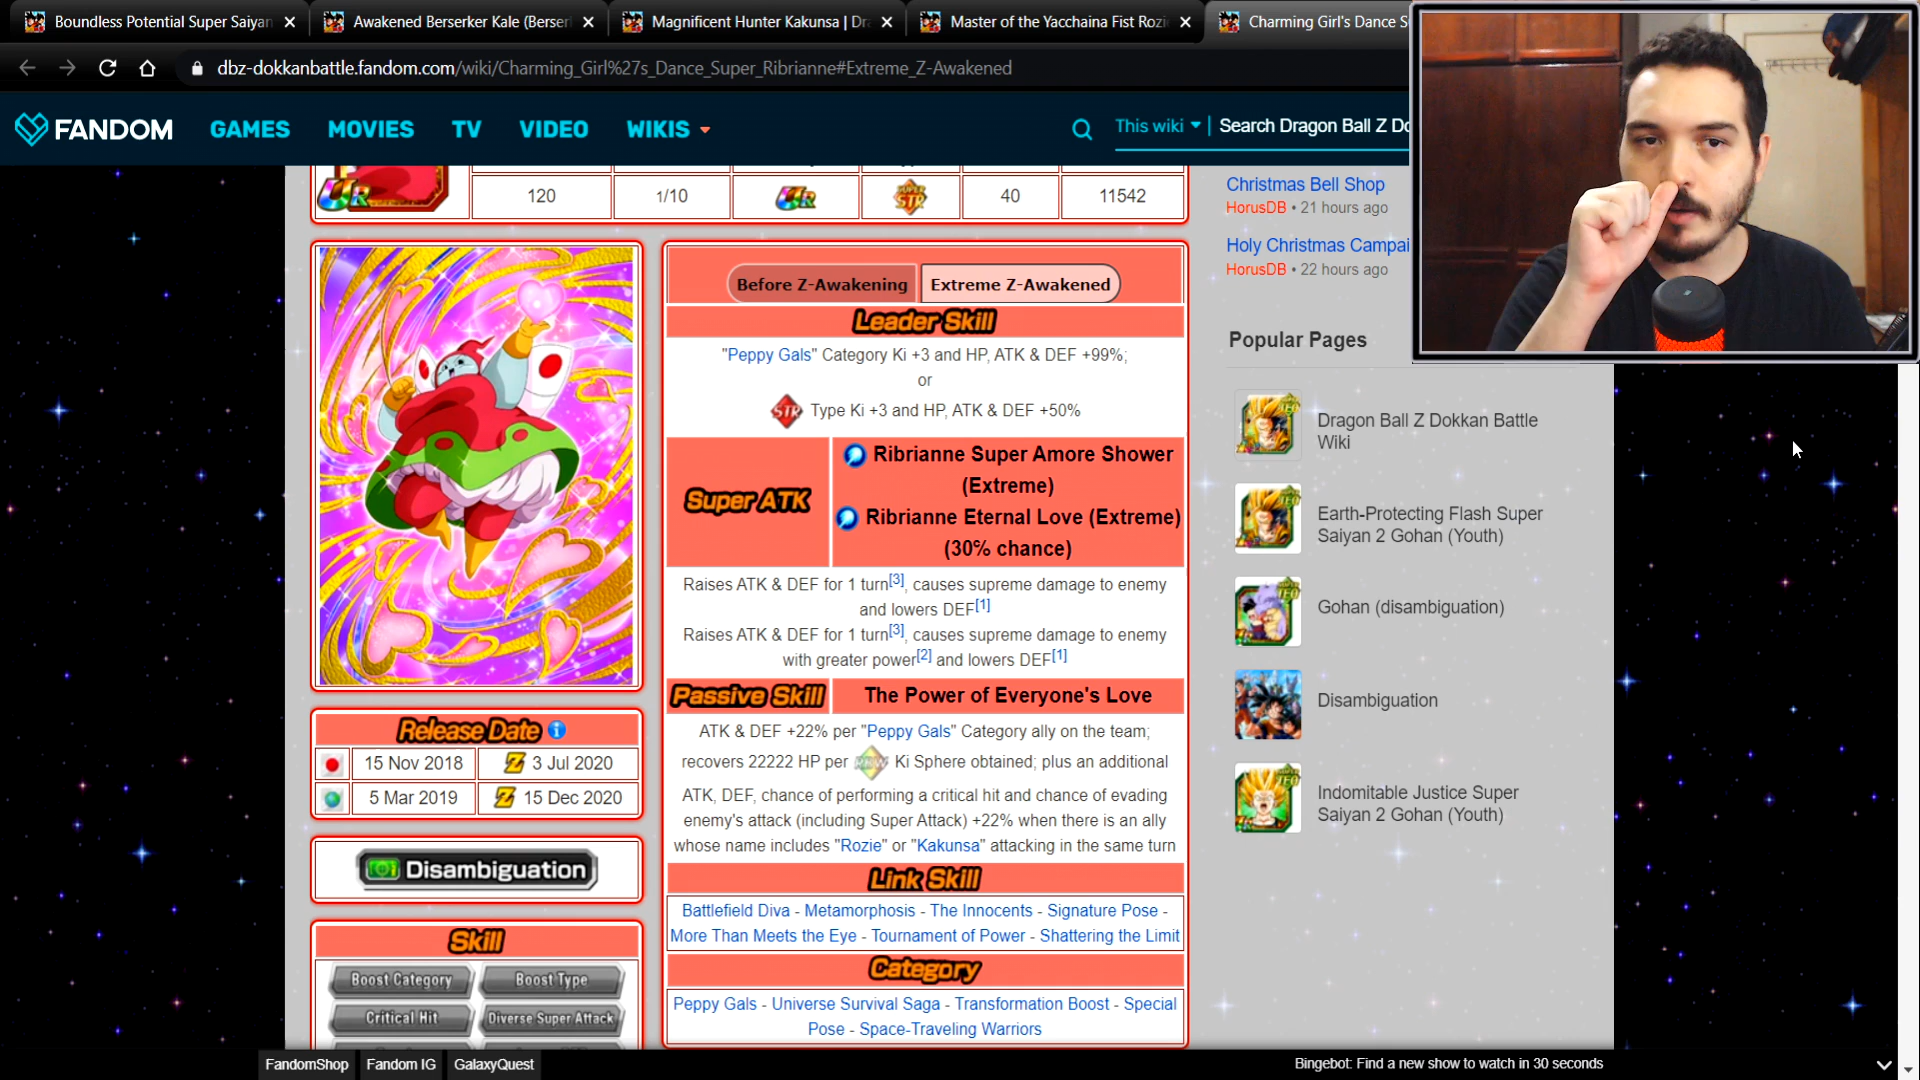 Boundless Potential Super Saiyan
Awakened Berserker Kale (Berser
Magnificent Hunter Kakunsa | Dra
Master of the Yacchaina Fist Rozie
Charming Girl's Dance S
dbz-dokkanbattle.fandom.com/wiki/Charming_Girl%27s_Dance_Super_Ribrianne#Extreme_Z-Awakened
FANDOM
GAMES
MOVIES
TV
VIDEO
WIKIS
This wiki
Search Dragon Ball Z Do
UR
120
1/10
UR
SUPER STR
40
11542
Before Z-Awakening
Extreme Z-Awakened
Leader Skill
"Peppy Gals" Category Ki +3 and HP, ATK & DEF +99%;
or
STR Type Ki +3 and HP, ATK & DEF +50%
Super ATK
Ribrianne Super Amore Shower
(Extreme)
Ribrianne Eternal Love (Extreme)
(30% chance)
Raises ATK & DEF for 1 turn[3], causes supreme damage to enemy
and lowers DEF[1]
Raises ATK & DEF for 1 turn[3], causes supreme damage to enemy
with greater power[2] and lowers DEF[1]
Passive Skill
The Power of Everyone's Love
ATK & DEF +22% per "Peppy Gals" Category ally on the team;
recovers 22222 HP per Ki Sphere obtained; plus an additional
ATK, DEF, chance of performing a critical hit and chance of evading
enemy's attack (including Super Attack) +22% when there is an ally
whose name includes "Rozie" or "Kakunsa" attacking in the same turn
Link Skill
Battlefield Diva - Metamorphosis - The Innocents - Signature Pose -
More Than Meets the Eye - Tournament of Power - Shattering the Limit
Category
Peppy Gals - Universe Survival Saga - Transformation Boost - Special
Pose - Space-Traveling Warriors
Release Date
15 Nov 2018
Z 3 Jul 2020
5 Mar 2019
Z 15 Dec 2020
Disambiguation
Skill
Boost Category
Boost Type
Critical Hit
Diverse Super Attack
Christmas Bell Shop
HorusDB • 21 hours ago
Holy Christmas Campai
HorusDB • 22 hours ago
Popular Pages
Dragon Ball Z Dokkan Battle
Wiki
Earth-Protecting Flash Super
Saiyan 2 Gohan (Youth)
Gohan (disambiguation)
Disambiguation
Indomitable Justice Super
Saiyan 2 Gohan (Youth)
FandomShop
Fandom IG
GalaxyQuest
Bingebot: Find a new show to watch in 30 seconds